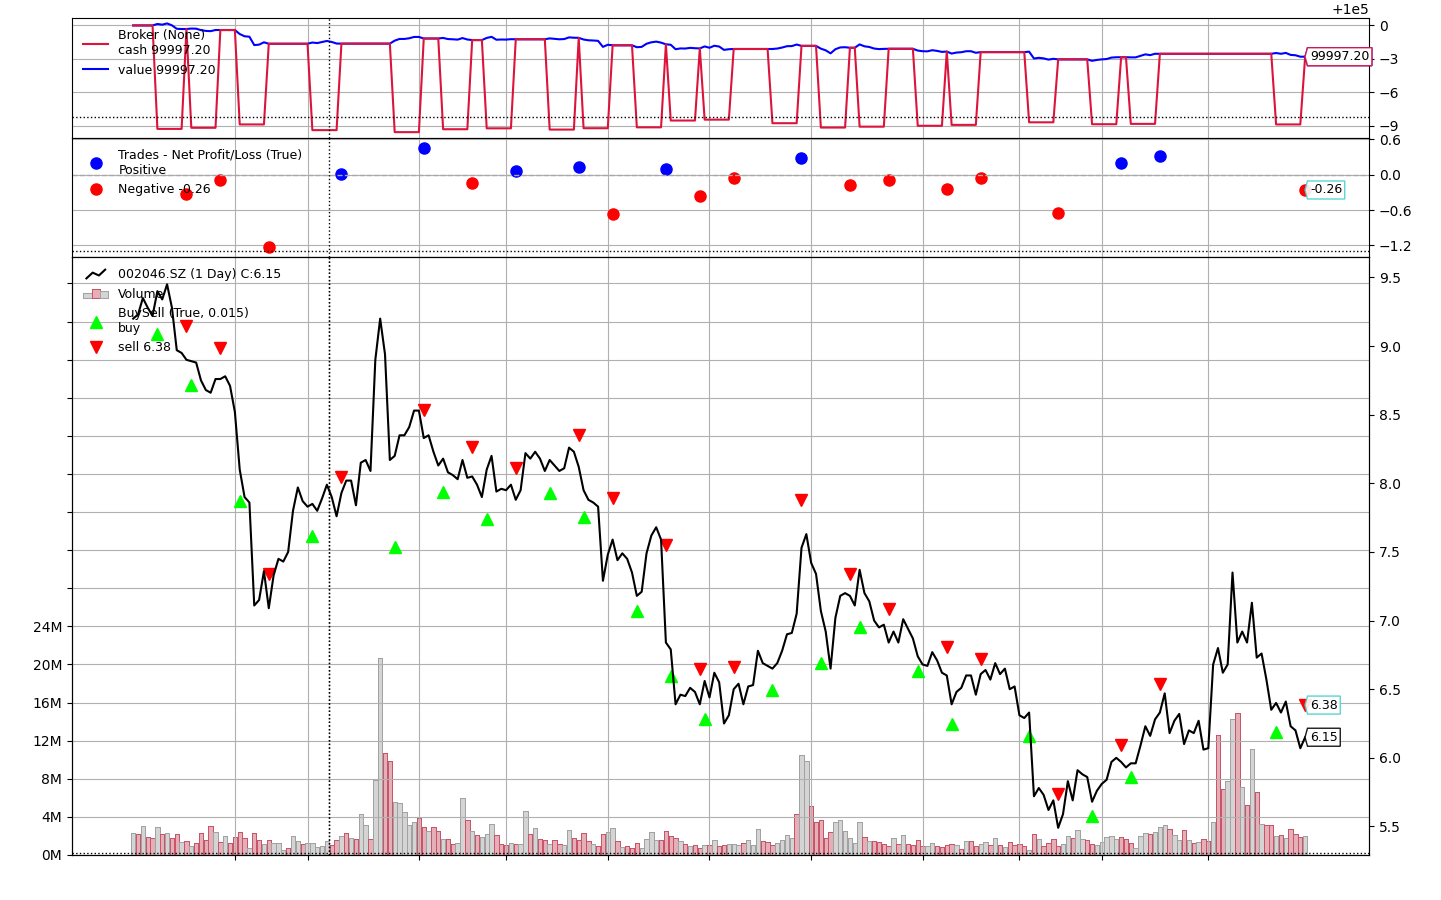 +1e5
Broker (None)
cash 99997.20
value 99997.20
0
−3
−6
−9
99997.20
Trades - Net Profit/Loss (True)
Positive
Negative -0.26
0.6
0.0
−0.6
−1.2
-0.26
002046.SZ (1 Day) C:6.15
Volume
BuySell (True, 0.015)
buy
sell 6.38
9.5
9.0
8.5
8.0
7.5
7.0
6.5
6.0
5.5
6.38
6.15
24M
20M
16M
12M
8M
4M
0M